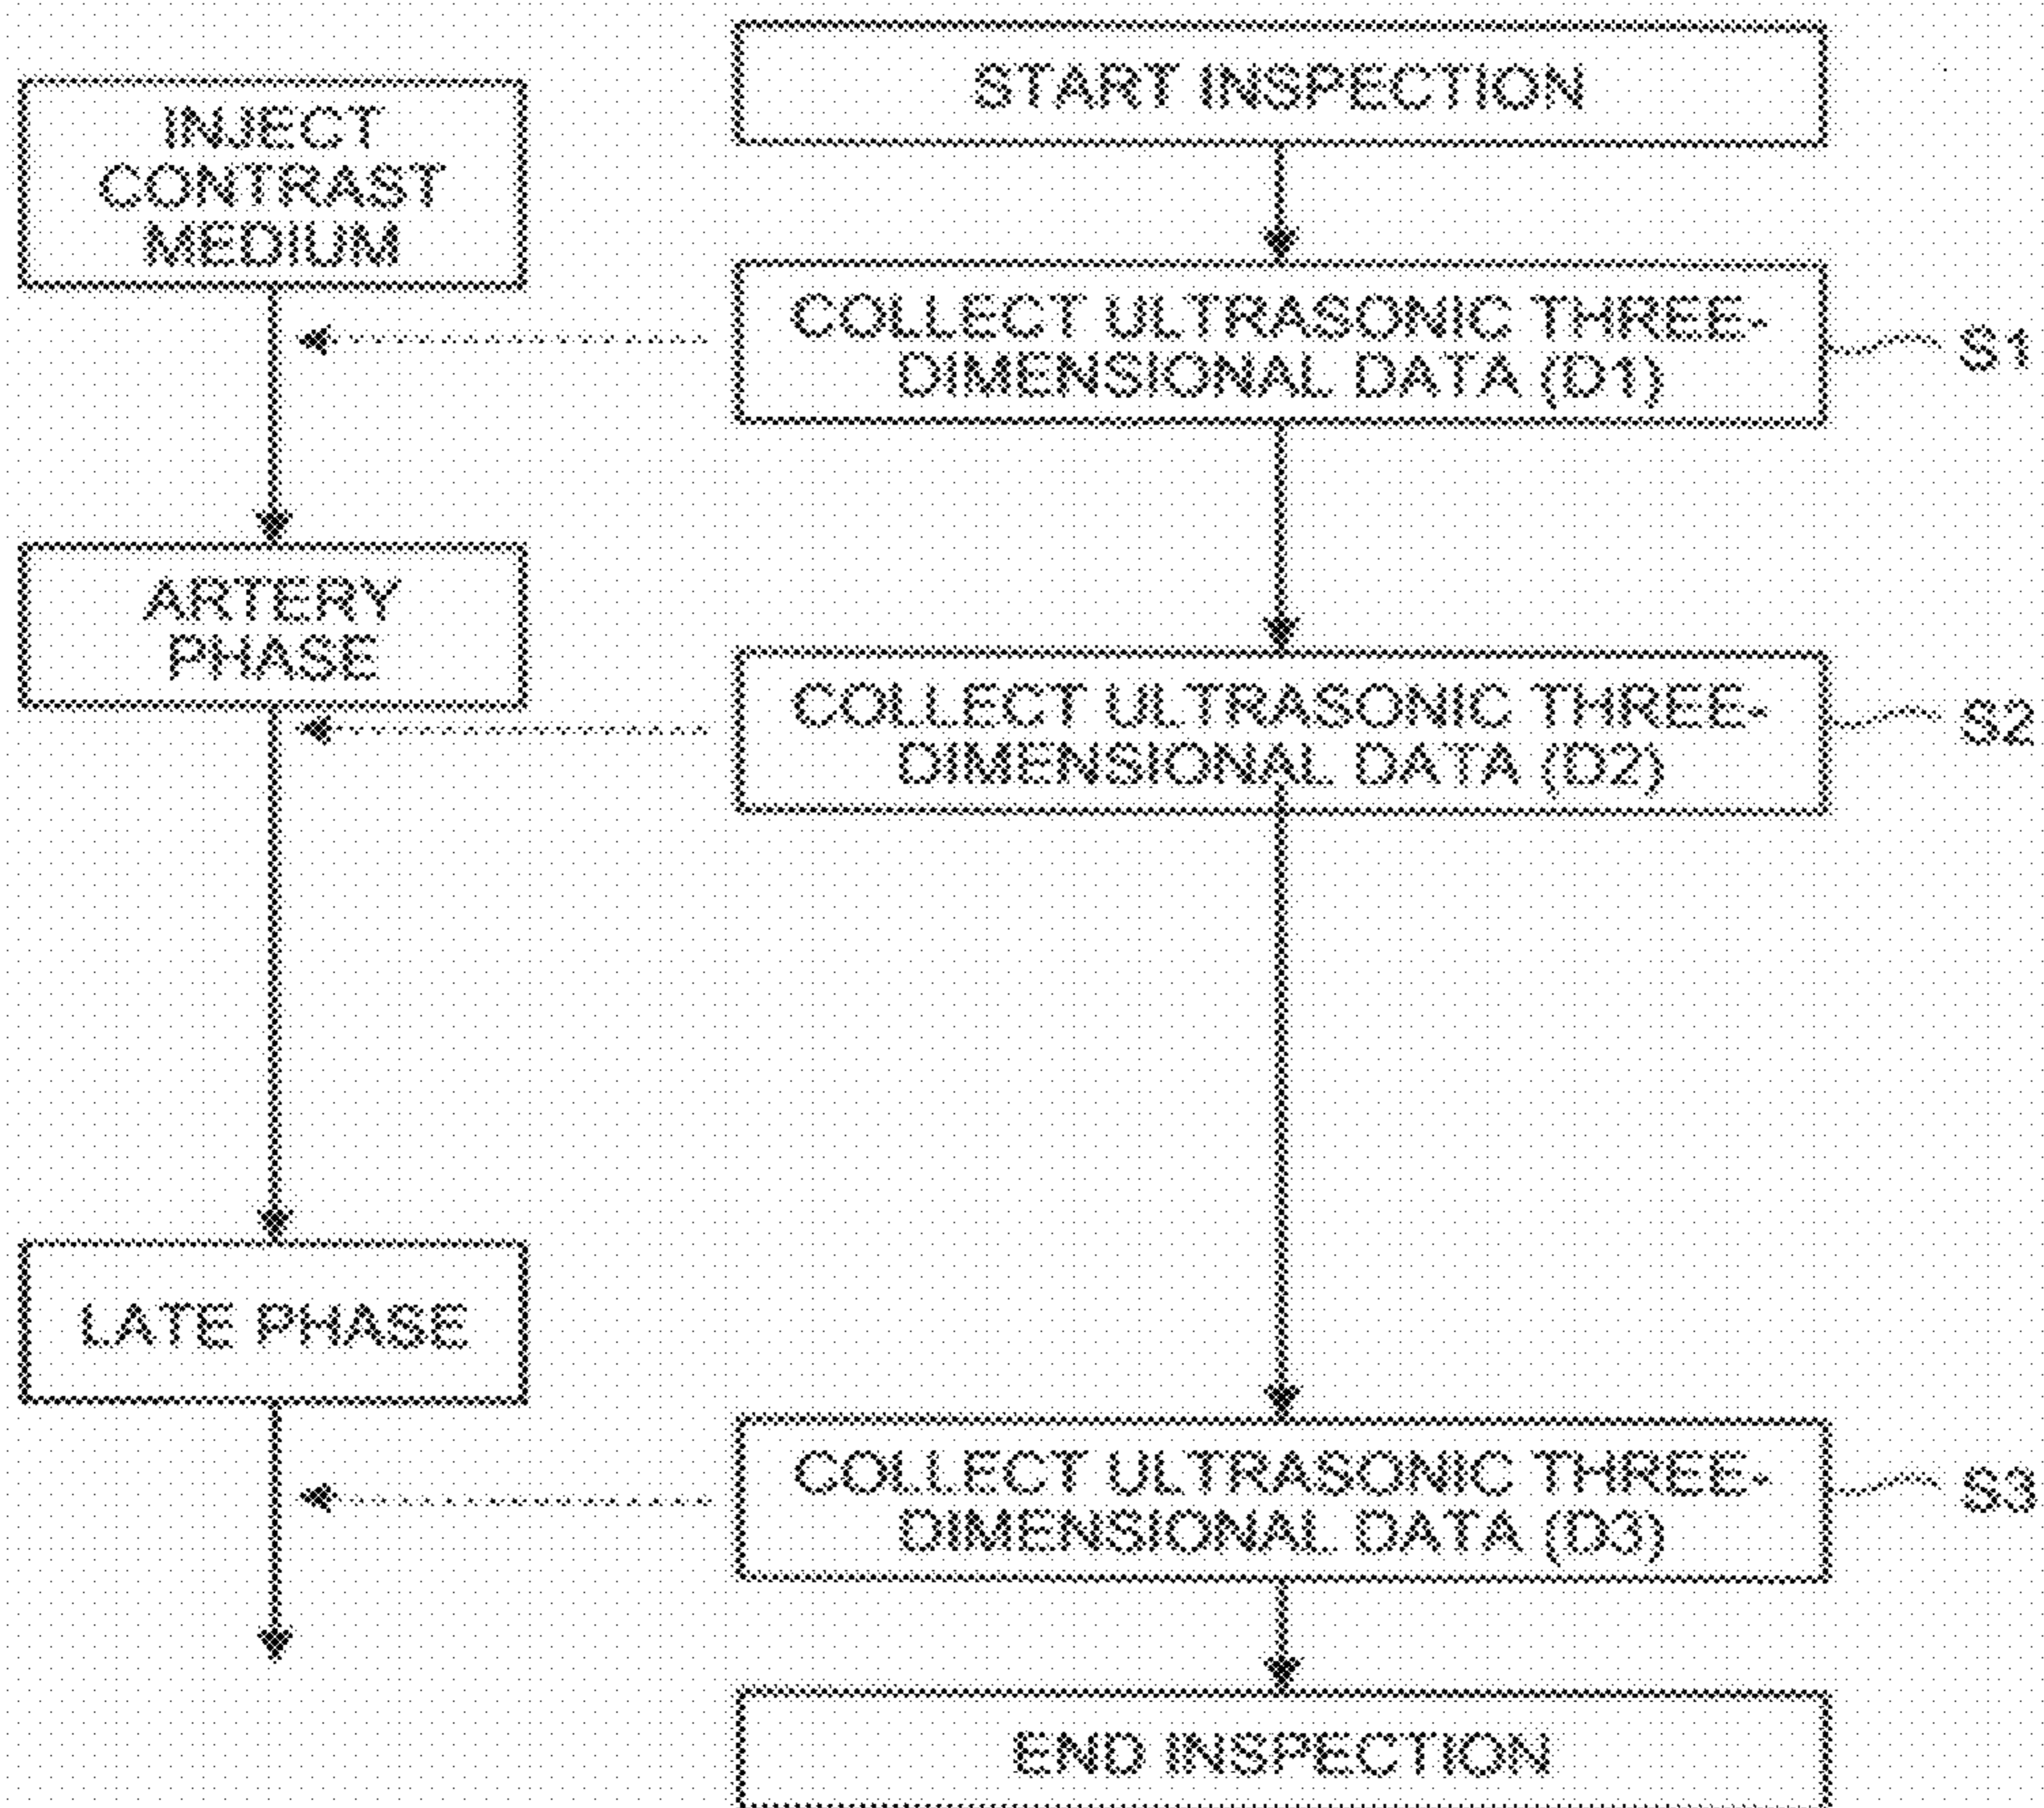 START INSPECTION
INJECT
CONTRAST
MEDIUM
COLLECT ULTRASONIC THREE-
DIMENSIONAL DATA (D1)
S1
ARTERY
PHASE
COLLECT ULTRASONIC THREE-
DIMENSIONAL DATA (D2)
S2
LATE PHASE
COLLECT ULTRASONIC THREE-
DIMENSIONAL DATA (D3)
S3
END INSPECTION